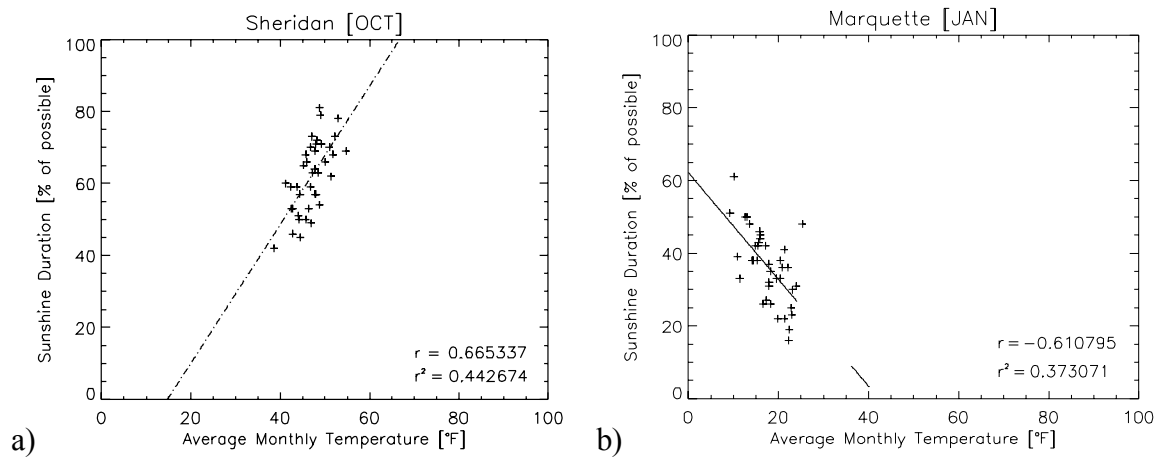 Sheridan [OCT]
100
80
60
40
20
0
Sunshine Duration [% of possible]
r = 0.665337
r² = 0.442674
0 20 40 60 80 100
Average Monthly Temperature [°F]
a)
Marquette [JAN]
100
80
60
40
20
0
Sunshine Duration [% of possible]
r = −0.610795
r² = 0.373071
0 20 40 60 80 100
Average Monthly Temperature [°F]
b)